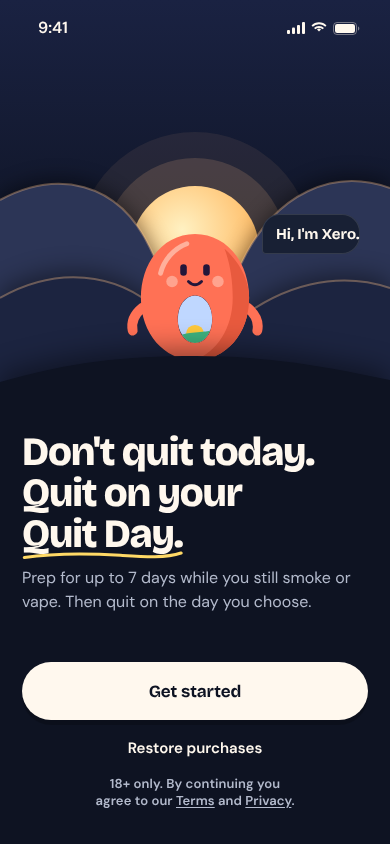 9:41
Hi, I'm Xero.
Don't quit today.
Quit on your
Quit Day.
Prep for up to 7 days while you still smoke or
vape. Then quit on the day you choose.
Get started
Restore purchases
18+ only. By continuing you
agree to our Terms and Privacy.